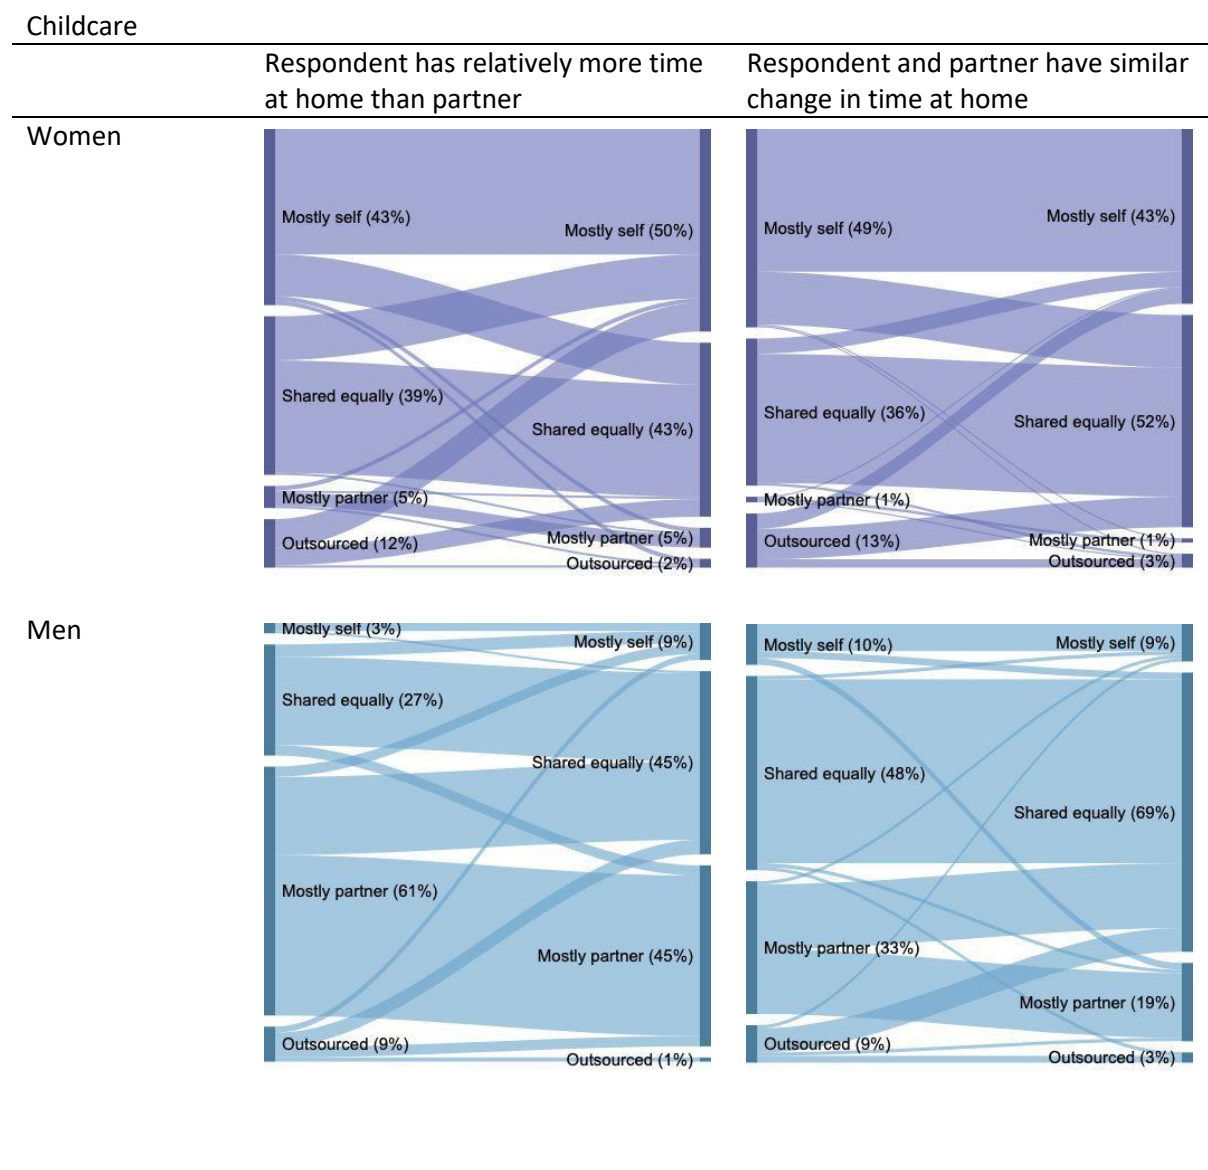 Childcare
Respondent has relatively more time
at home than partner
Respondent and partner have similar
change in time at home
Women
Mostly self (43%)
Mostly self (50%)
Shared equally (39%)
Shared equally (43%)
Mostly partner (5%)
Mostly partner (5%)
Outsourced (12%)
Outsourced (2%)
Mostly self (49%)
Mostly self (43%)
Shared equally (36%)
Shared equally (52%)
Mostly partner (1%)
Mostly partner (1%)
Outsourced (13%)
Outsourced (3%)
Men
Mostly self (3%)
Mostly self (9%)
Shared equally (27%)
Shared equally (45%)
Mostly partner (61%)
Mostly partner (45%)
Outsourced (9%)
Outsourced (1%)
Mostly self (10%)
Mostly self (9%)
Shared equally (48%)
Shared equally (69%)
Mostly partner (33%)
Mostly partner (19%)
Outsourced (9%)
Outsourced (3%)